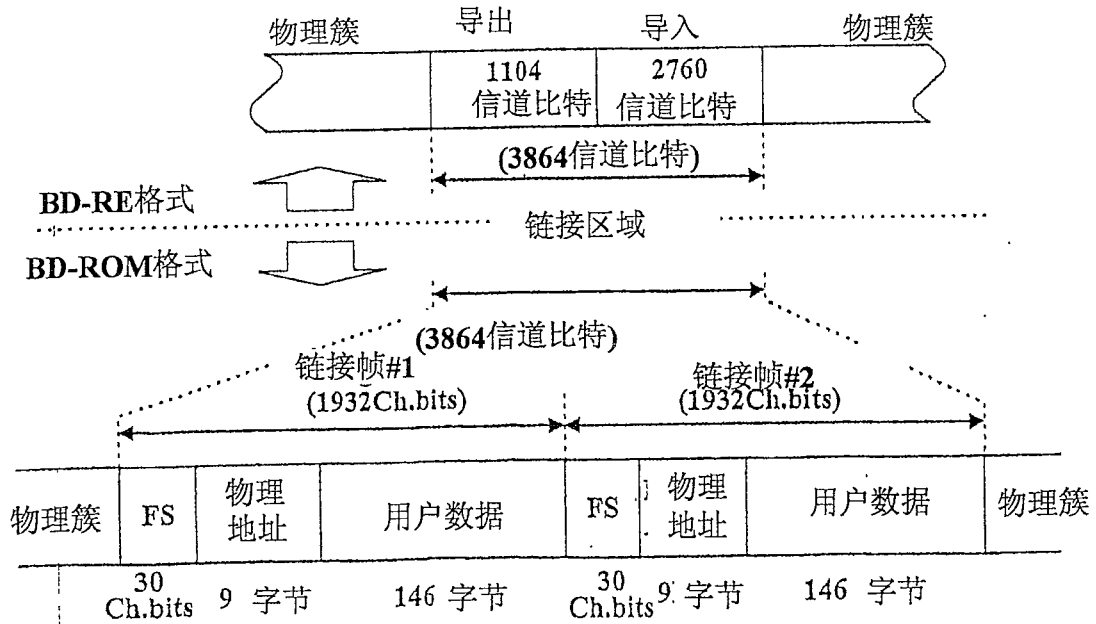 物理簇 导出 导入 物理簇
1104 2760
信道比特 信道比特
(3864信道比特)
BD-RE格式
链接区域
BD-ROM格式
(3864信道比特)
链接帧#1 链接帧#2
(1932Ch.bits) (1932Ch.bits)
物理簇 FS 物理 用户数据 FS 物理 用户数据 物理簇
地址 地址
30 30
Ch.bits 9 字节 146 字节 Ch.bits 9 字节 146 字节